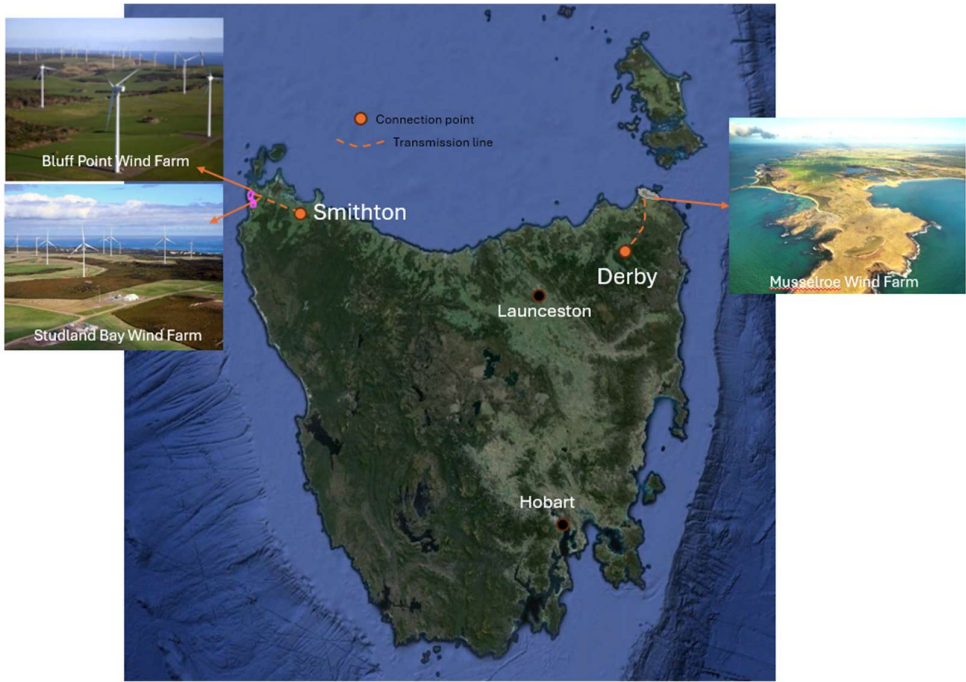 Bluff Point Wind Farm
Connection point
Transmission line
Studland Bay Wind Farm
Smithton
Musselroe Wind Farm
Derby
Launceston
Hobart